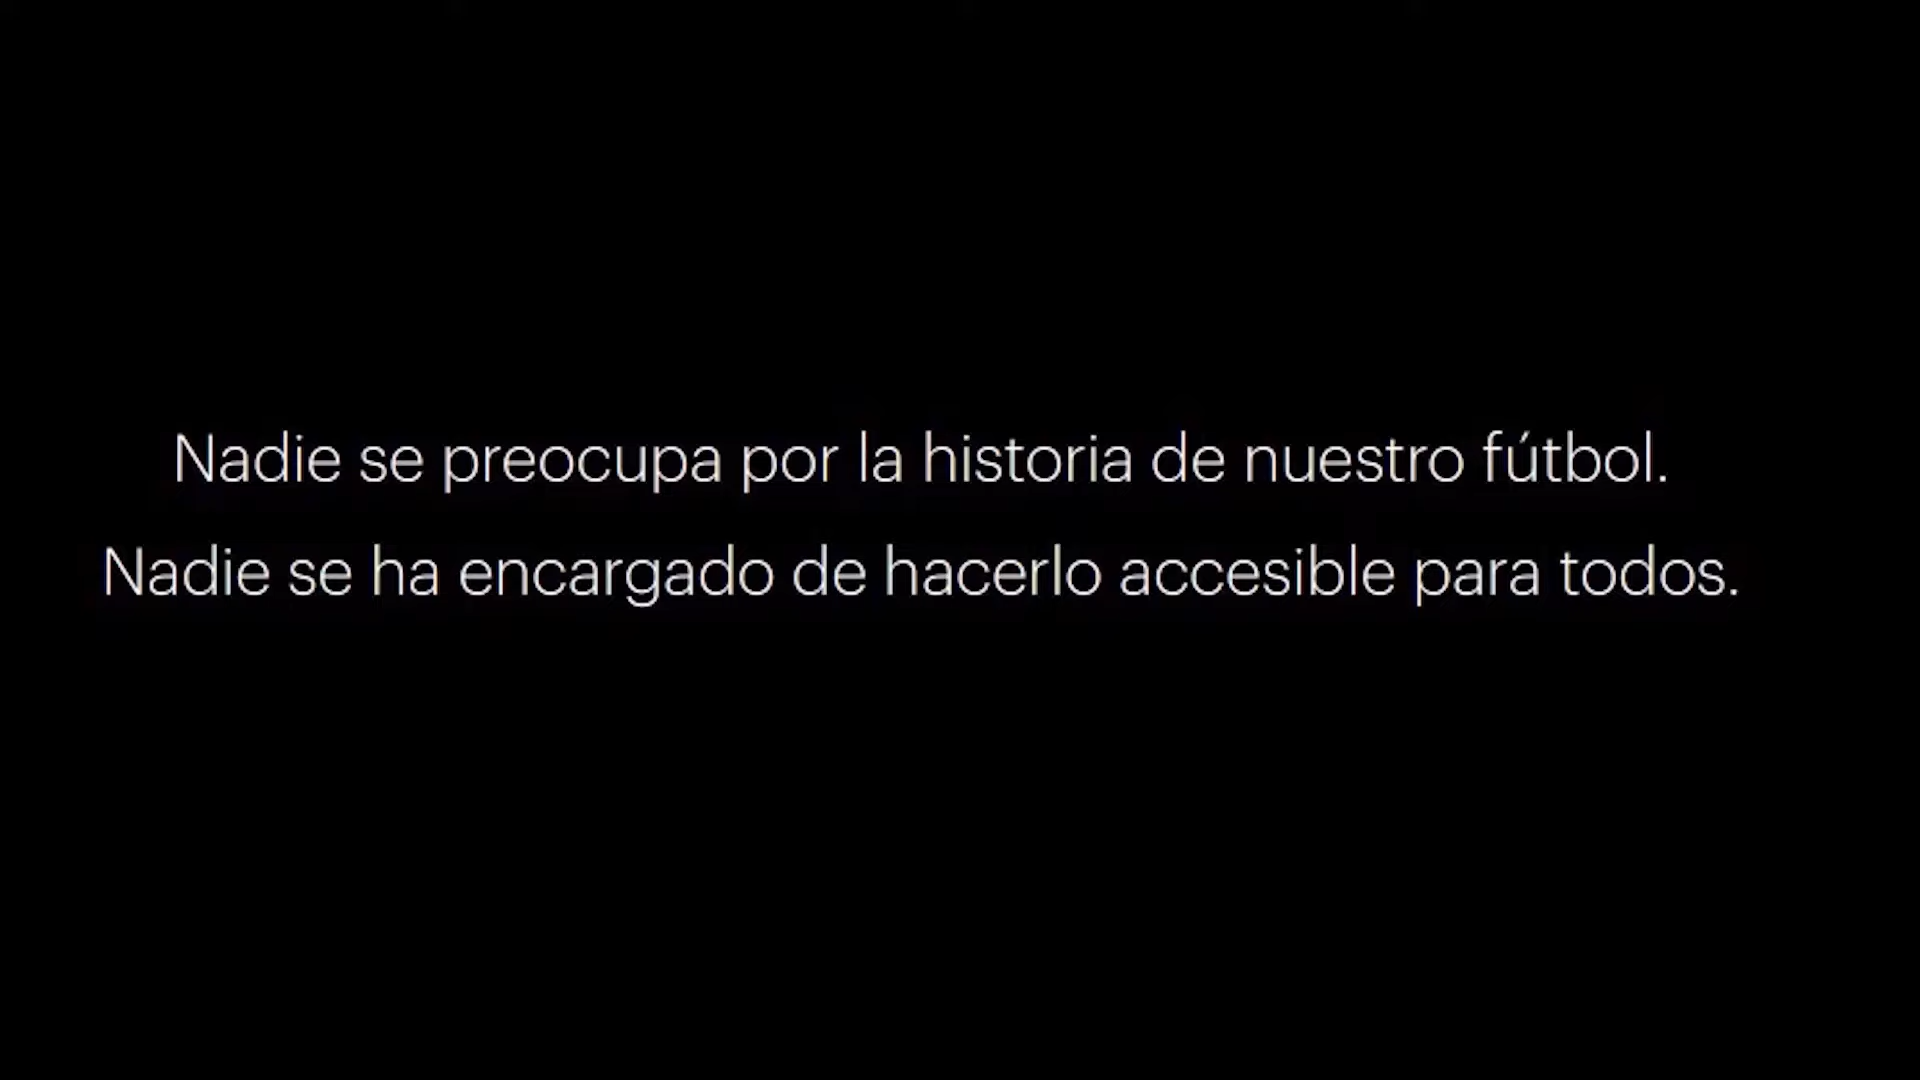 Nadie se preocupa por la historia de nuestro fútbol.
Nadie se ha encargado de hacerlo accesible para todos.